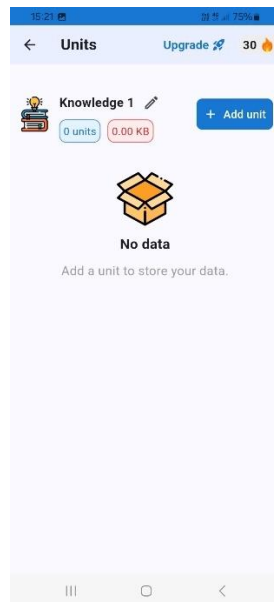 15:21 75%
Units Upgrade 30
Knowledge 1
0 units 0.00 KB
+ Add unit
No data
Add a unit to store your data.